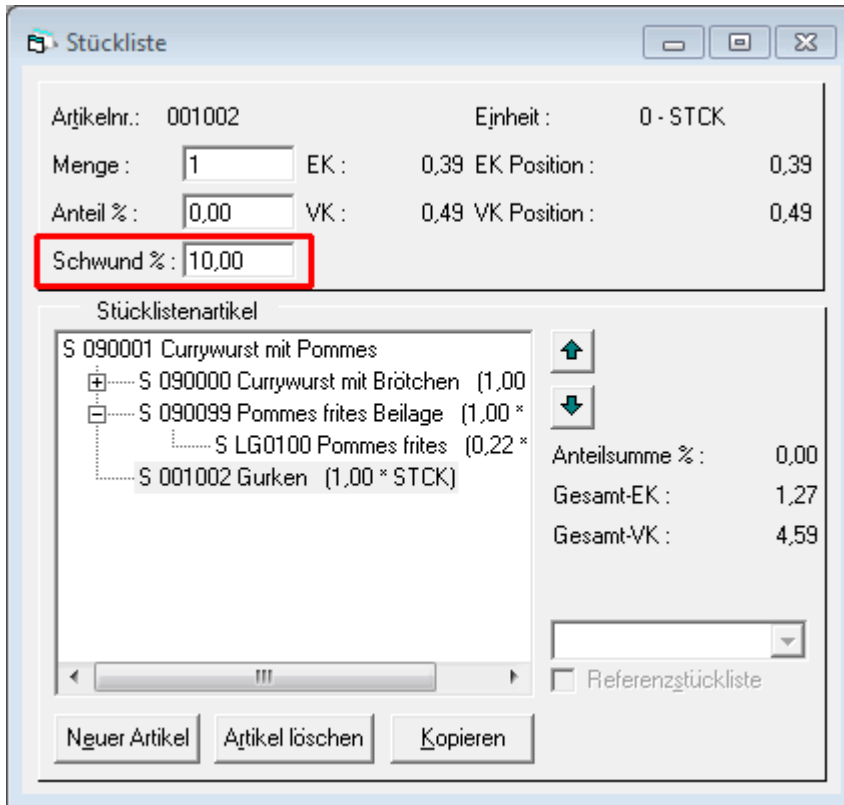 Stückliste
Artikelnr.: 001002 Einheit : 0 - STCK
Menge : 1 EK : 0,39 EK Position : 0,39
Anteil % : 0,00 VK : 0,49 VK Position : 0,49
Schwund % : 10,00
Stücklistenartikel
S 090001 Currywurst mit Pommes
S 090000 Currywurst mit Brötchen (1,00
S 090099 Pommes frites Beilage (1,00 *
S LG0100 Pommes frites (0,22 *
S 001002 Gurken (1,00 * STCK)
Anteilsumme % : 0,00
Gesamt-EK : 1,27
Gesamt-VK : 4,59
Referenzstückliste
Neuer Artikel Artikel löschen Kopieren